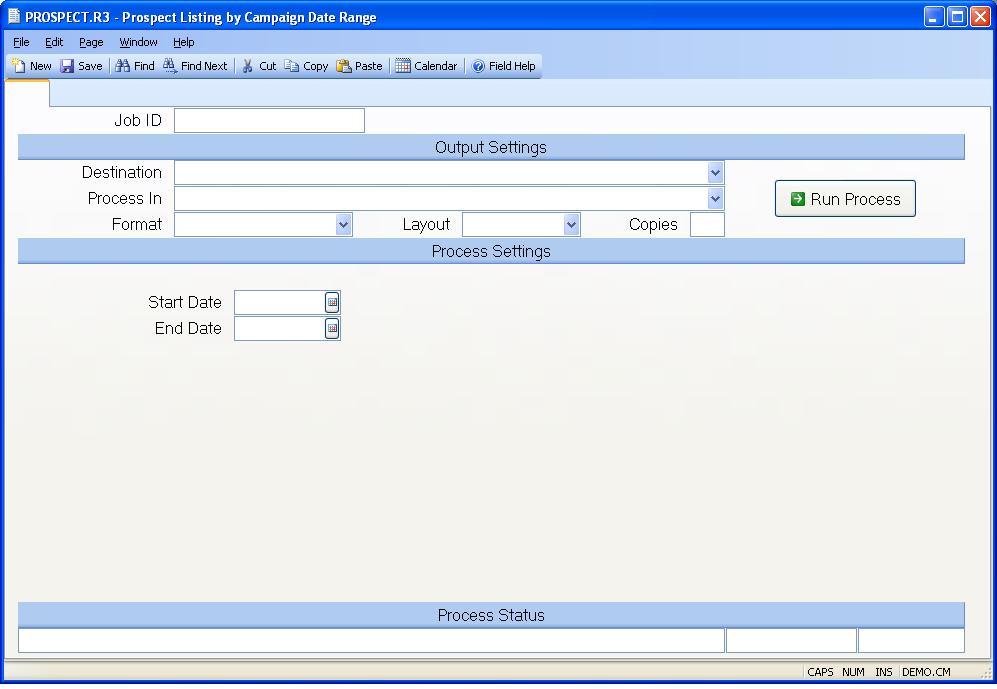 PROSPECT.R3 - Prospect Listing by Campaign Date Range
File Edit Page Window Help
New Save Find Find Next Cut Copy Paste Calendar Field Help
Job ID
Output Settings
Destination
Process In
Run Process
Format Layout Copies
Process Settings
Start Date
End Date
Process Status
CAPS NUM INS DEMO.CM